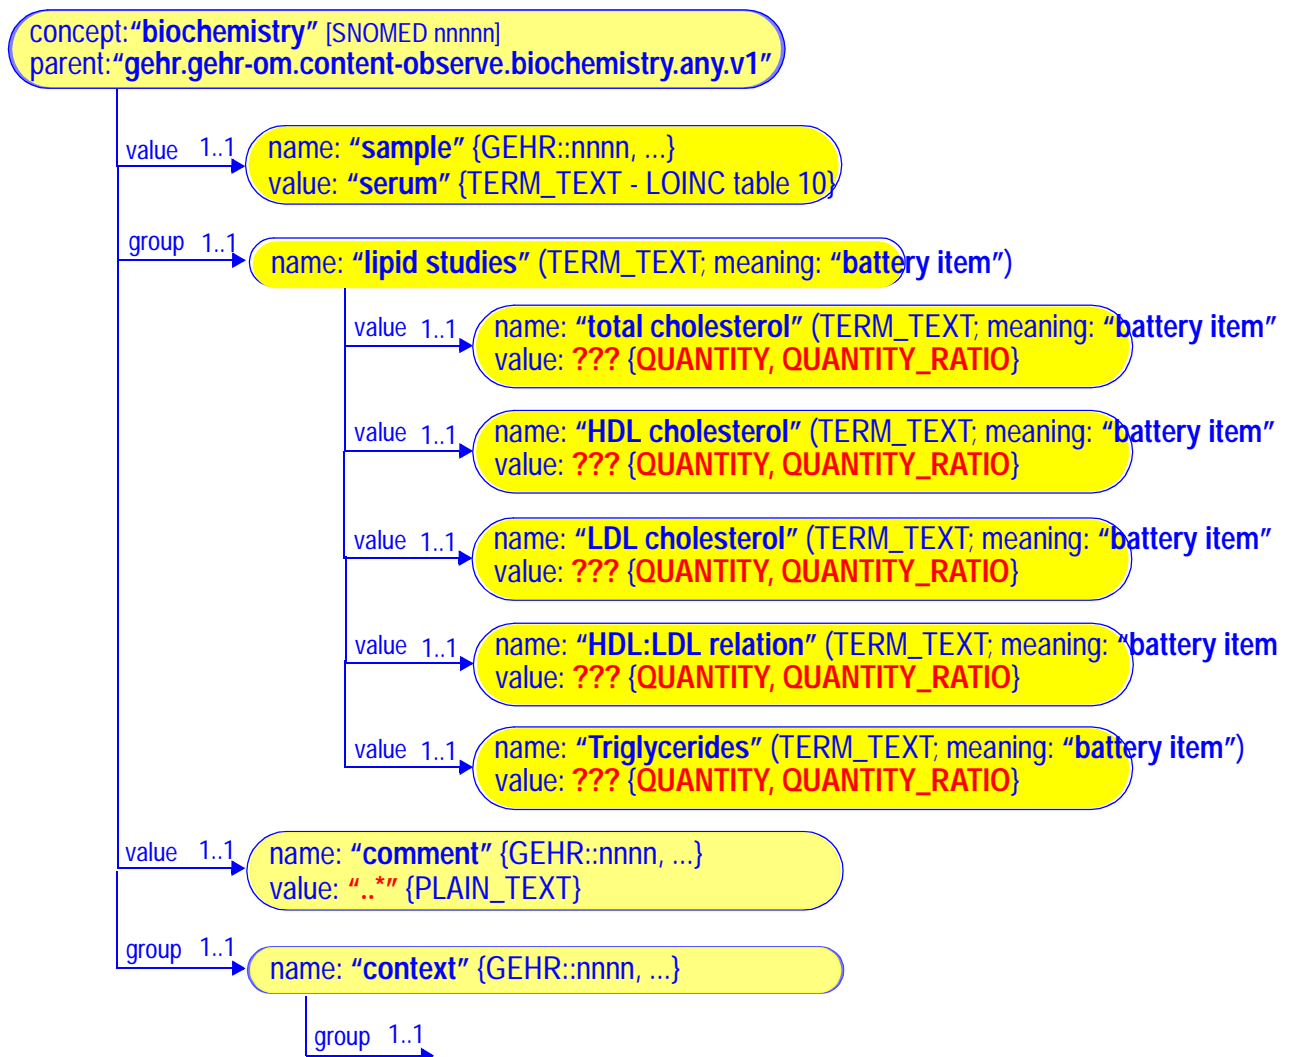 concept:“biochemistry” [SNOMED nnnnn]
parent:“gehr.gehr-om.content-observe.biochemistry.any.v1”
value 1..1
name: “sample” {GEHR::nnnn, ...}
value: “serum” {TERM_TEXT - LOINC table 10}
group 1..1
name: “lipid studies” (TERM_TEXT; meaning: “battery item”)
value 1..1
name: “total cholesterol” (TERM_TEXT; meaning: “battery item”
value: ??? {QUANTITY, QUANTITY_RATIO}
value 1..1
name: “HDL cholesterol” (TERM_TEXT; meaning: “battery item”
value: ??? {QUANTITY, QUANTITY_RATIO}
value 1..1
name: “LDL cholesterol” (TERM_TEXT; meaning: “battery item”
value: ??? {QUANTITY, QUANTITY_RATIO}
value 1..1
name: “HDL:LDL relation” (TERM_TEXT; meaning: “battery item
value: ??? {QUANTITY, QUANTITY_RATIO}
value 1..1
name: “Triglycerides” (TERM_TEXT; meaning: “battery item”)
value: ??? {QUANTITY, QUANTITY_RATIO}
value 1..1
name: “comment” {GEHR::nnnn, ...}
value: “..*” {PLAIN_TEXT}
group 1..1
name: “context” {GEHR::nnnn, ...}
group 1..1